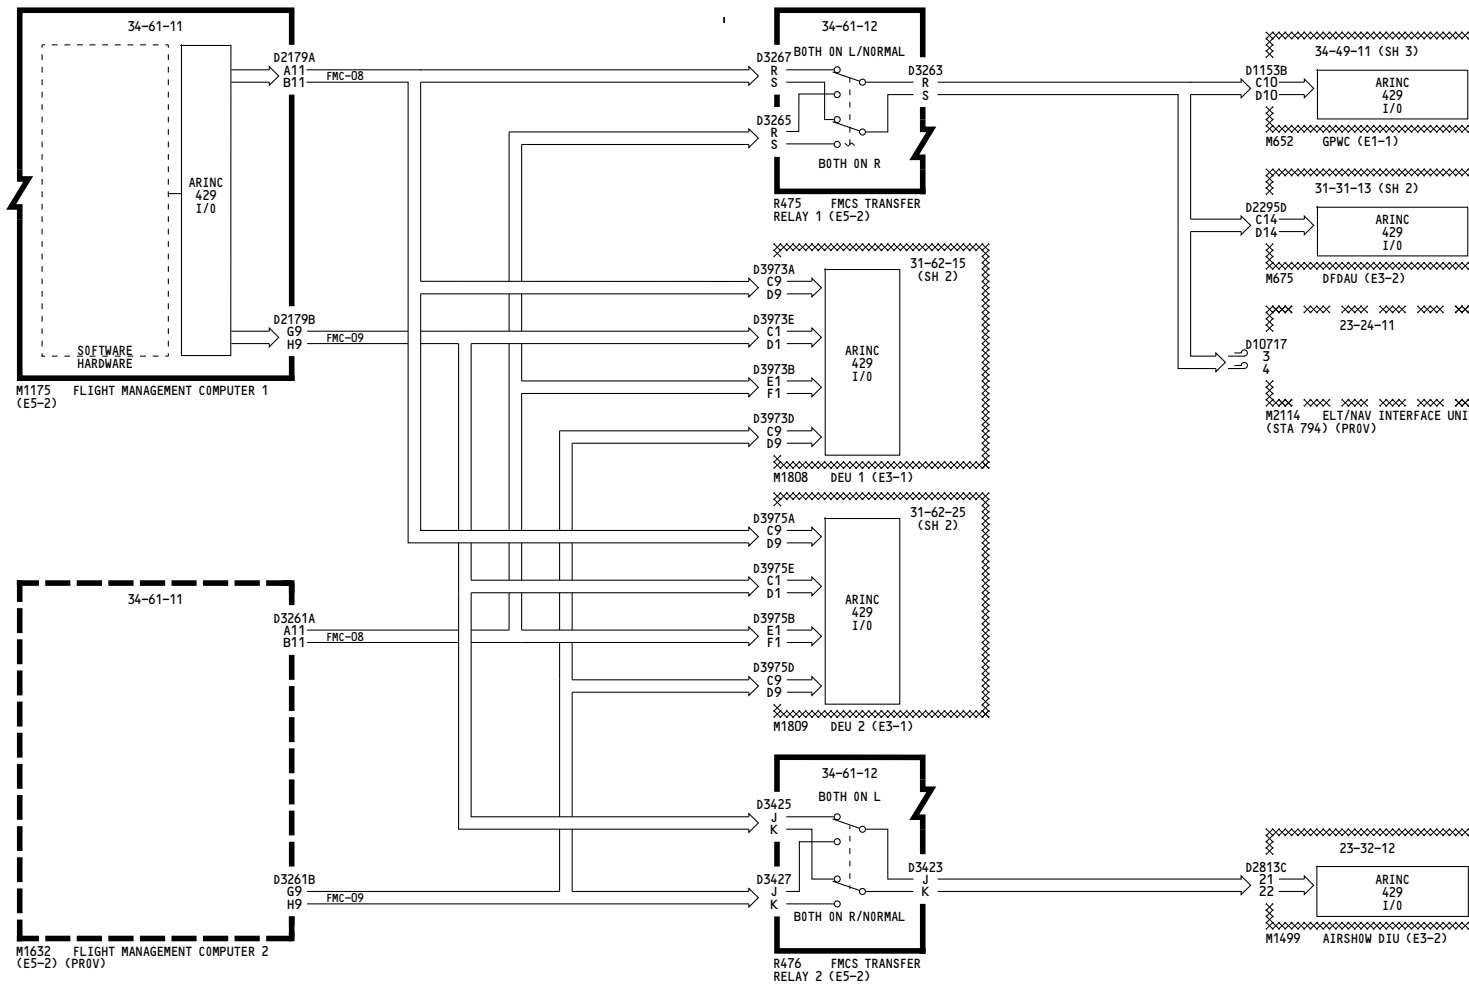 34-61-11
D2179A
A11
B11
FMC-08
ARINC
429
I/O
D2179B
G9
H9
FMC-09
SOFTWARE
HARDWARE
M1175 FLIGHT MANAGEMENT COMPUTER 1
(E5-2)
34-61-11
D3261A
A11
B11
FMC-08
D3261B
G9
H9
FMC-09
M1632 FLIGHT MANAGEMENT COMPUTER 2
(E5-2) (PROV)
34-61-12
BOTH ON L/NORMAL
D3267
R
S
D3265
R
S
D3263
R
S
BOTH ON R
R475 FMCS TRANSFER
RELAY 1 (E5-2)
31-62-15
(SH 2)
D3973A
C9
D9
D3973E
C1
D1
D3973B
E1
F1
D3973D
C9
D9
ARINC
429
I/O
M1808 DEU 1 (E3-1)
31-62-25
(SH 2)
D3975A
C9
D9
D3975E
C1
D1
D3975B
E1
F1
D3975D
C9
D9
ARINC
429
I/O
M1809 DEU 2 (E3-1)
34-61-12
BOTH ON L
D3425
J
K
D3427
J
K
D3423
J
K
BOTH ON R/NORMAL
R476 FMCS TRANSFER
RELAY 2 (E5-2)
34-49-11 (SH 3)
D1153B
C10
D10
ARINC
429
I/O
M652 GPWC (E1-1)
31-31-13 (SH 2)
D2295D
C14
D14
ARINC
429
I/O
M675 DFDAU (E3-2)
23-24-11
D10717
3
4
M2114 ELT/NAV INTERFACE UNI
(STA 794) (PROV)
23-32-12
D2813C
21
22
ARINC
429
I/O
M1499 AIRSHOW DIU (E3-2)